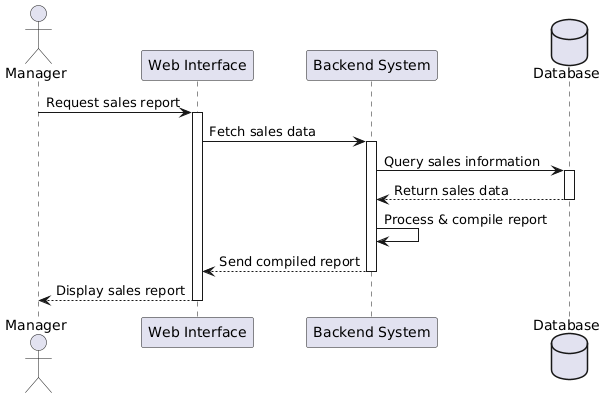 Manager
Web Interface
Backend System
Database
Request sales report
Fetch sales data
Query sales information
Return sales data
Process & compile report
Send compiled report
Display sales report
Manager
Web Interface
Backend System
Database